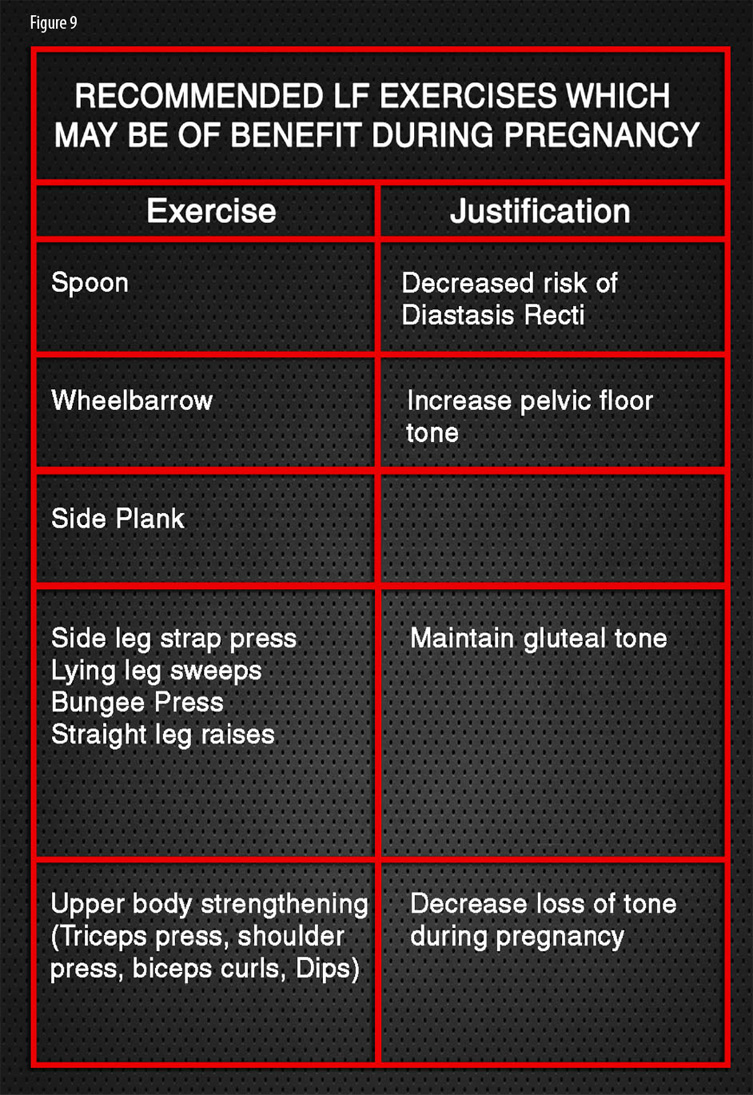 Figure 9
RECOMMENDED LF EXERCISES WHICH
MAY BE OF BENEFIT DURING PREGNANCY
Exercise
Justification
Spoon
Decreased risk of
Diastasis Recti
Wheelbarrow
Increase pelvic floor
tone
Side Plank
Side leg strap press
Lying leg sweeps
Bungee Press
Straight leg raises
Maintain gluteal tone
Upper body strengthening
(Triceps press, shoulder
press, biceps curls, Dips)
Decrease loss of tone
during pregnancy